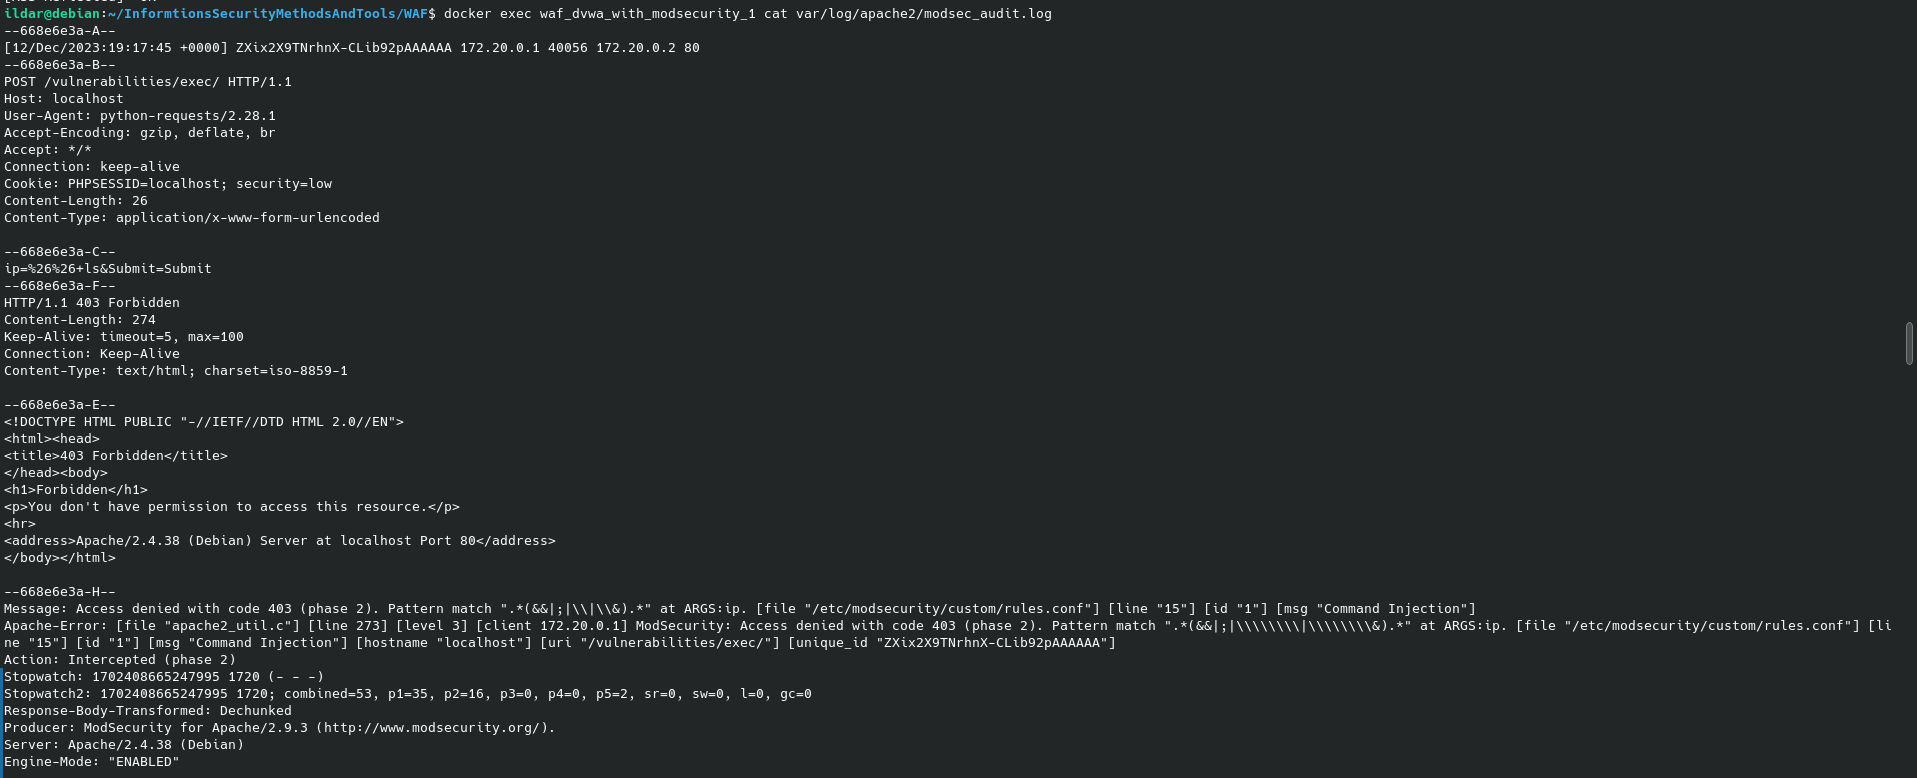 ildar@debian:~/InformtionsSecurityMethodsAndTools/WAF$ docker exec waf_dvwa_with_modsecurity_1 cat var/log/apache2/modsec_audit.log
--668e6e3a-A--
[12/Dec/2023:19:17:45 +0000] ZXix2X9TNrhnX-CLib92pAAAAAA 172.20.0.1 40056 172.20.0.2 80
--668e6e3a-B--
POST /vulnerabilities/exec/ HTTP/1.1
Host: localhost
User-Agent: python-requests/2.28.1
Accept-Encoding: gzip, deflate, br
Accept: */*
Connection: keep-alive
Cookie: PHPSESSID=localhost; security=low
Content-Length: 26
Content-Type: application/x-www-form-urlencoded
--668e6e3a-C--
ip=%26%26+ls&Submit=Submit
--668e6e3a-F--
HTTP/1.1 403 Forbidden
Content-Length: 274
Keep-Alive: timeout=5, max=100
Connection: Keep-Alive
Content-Type: text/html; charset=iso-8859-1
--668e6e3a-E--
<!DOCTYPE HTML PUBLIC "-//IETF//DTD HTML 2.0//EN">
<html><head>
<title>403 Forbidden</title>
</head><body>
<h1>Forbidden</h1>
<p>You don't have permission to access this resource.</p>
<hr>
<address>Apache/2.4.38 (Debian) Server at localhost Port 80</address>
</body></html>
--668e6e3a-H--
Message: Access denied with code 403 (phase 2). Pattern match ".*(&&|;|\\|\\&).*" at ARGS:ip. [file "/etc/modsecurity/custom/rules.conf"] [line "15"] [id "1"] [msg "Command Injection"]
Apache-Error: [file "apache2_util.c"] [line 273] [level 3] [client 172.20.0.1] ModSecurity: Access denied with code 403 (phase 2). Pattern match ".*(&&|;|\\\\\\\\|\\\\\\\\&).*" at ARGS:ip. [file "/etc/modsecurity/custom/rules.conf"] [li
ne "15"] [id "1"] [msg "Command Injection"] [hostname "localhost"] [uri "/vulnerabilities/exec/"] [unique_id "ZXix2X9TNrhnX-CLib92pAAAAAA"]
Action: Intercepted (phase 2)
Stopwatch: 1702408665247995 1720 (- - -)
Stopwatch2: 1702408665247995 1720; combined=53, p1=35, p2=16, p3=0, p4=0, p5=2, sr=0, sw=0, l=0, gc=0
Response-Body-Transformed: Dechunked
Producer: ModSecurity for Apache/2.9.3 (http://www.modsecurity.org/).
Server: Apache/2.4.38 (Debian)
Engine-Mode: "ENABLED"